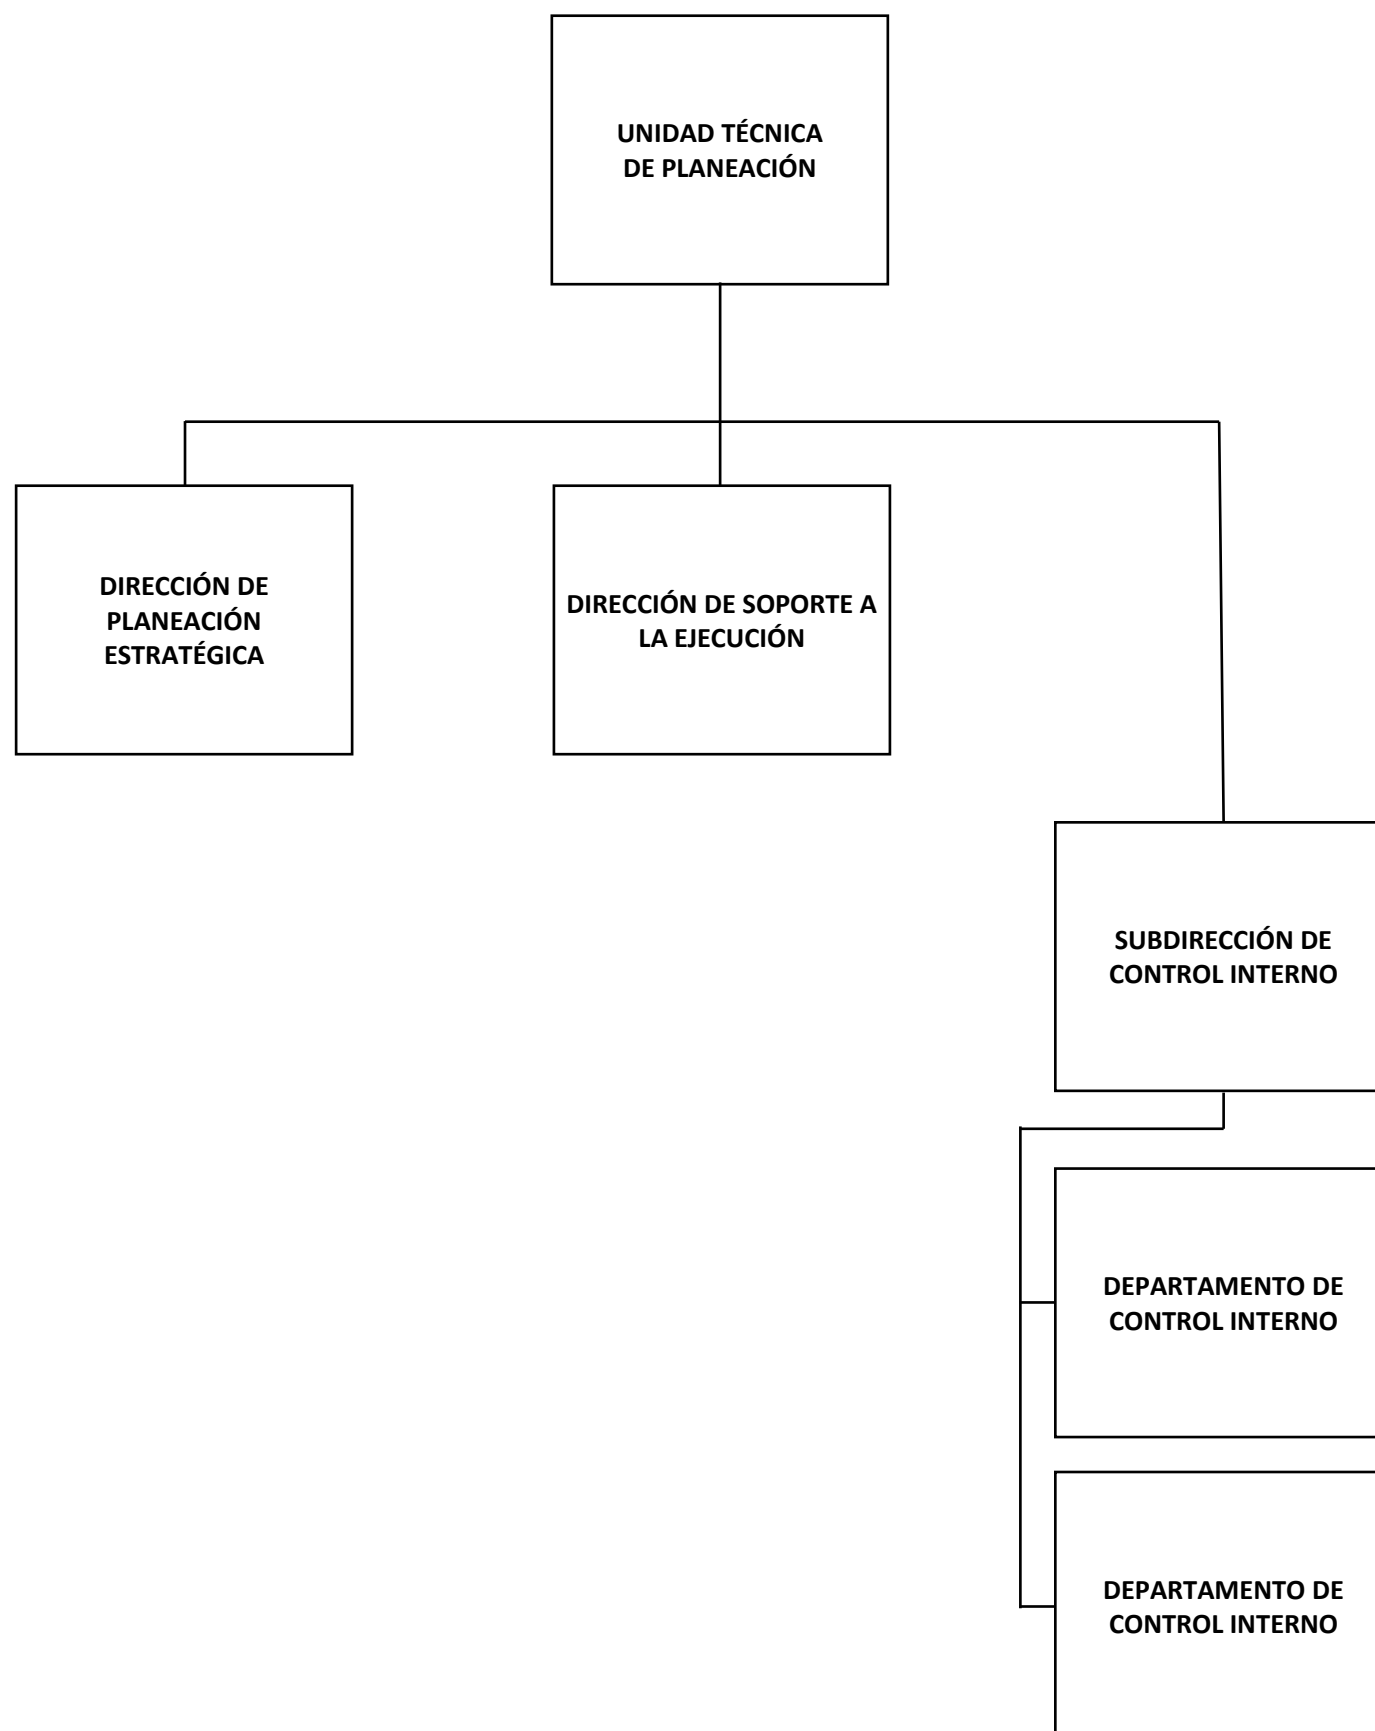 UNIDAD TÉCNICA
DE PLANEACIÓN
DIRECCIÓN DE
PLANEACIÓN
ESTRATÉGICA
DIRECCIÓN DE SOPORTE A
LA EJECUCIÓN
SUBDIRECCIÓN DE
CONTROL INTERNO
DEPARTAMENTO DE
CONTROL INTERNO
DEPARTAMENTO DE
CONTROL INTERNO